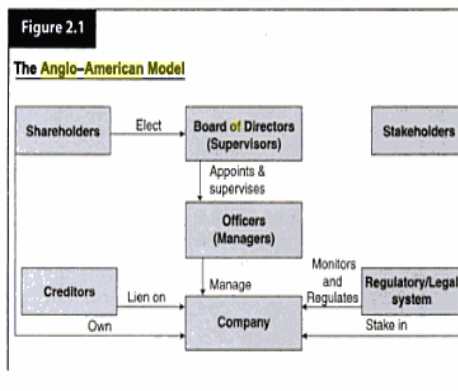 Figure 2.1
The Anglo–American Model
Shareholders
Elect
Board of Directors
(Supervisors)
Stakeholders
Appoints &
supervises
Officers
(Managers)
Creditors
Lien on
Manage
Monitors
and
Regulates
Regulatory/Legal
system
Company
Own
Stake in